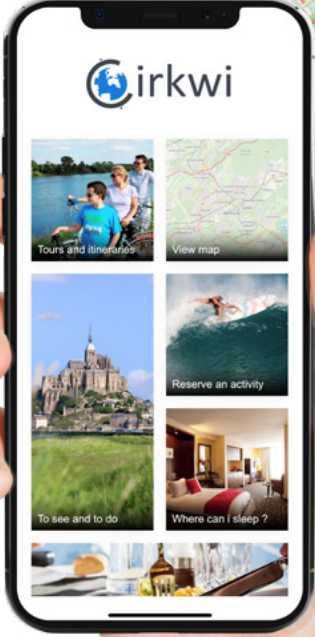 Cirkwi
Tours and itineraries
View map
Reserve an activity
To see and to do
Where can i sleep ?